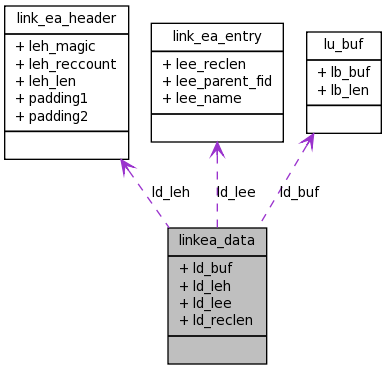 link_ea_header
+ leh_magic
+ leh_reccount
+ leh_len
+ padding1
+ padding2
link_ea_entry
+ lee_reclen
+ lee_parent_fid
+ lee_name
lu_buf
+ lb_buf
+ lb_len
ld_leh
ld_lee
ld_buf
linkea_data
+ ld_buf
+ ld_leh
+ ld_lee
+ ld_reclen